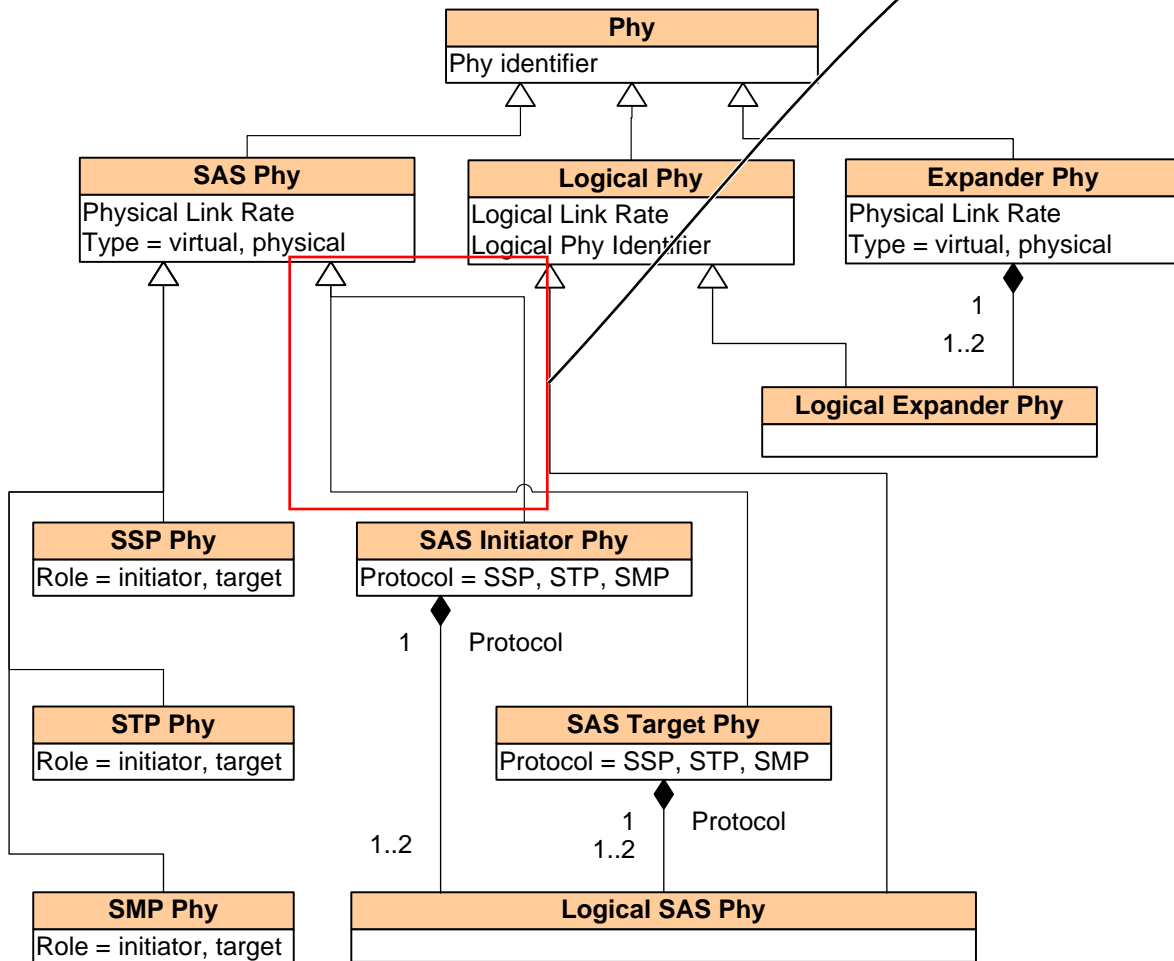 Phy
Phy identifier
SAS Phy
Physical Link Rate
Type = virtual, physical
Logical Phy
Logical Link Rate
Logical Phy Identifier
Expander Phy
Physical Link Rate
Type = virtual, physical
1
1..2
Logical Expander Phy
SSP Phy
Role = initiator, target
SAS Initiator Phy
Protocol = SSP, STP, SMP
1 Protocol
STP Phy
Role = initiator, target
SAS Target Phy
Protocol = SSP, STP, SMP
1 Protocol
1..2
1..2
SMP Phy
Role = initiator, target
Logical SAS Phy